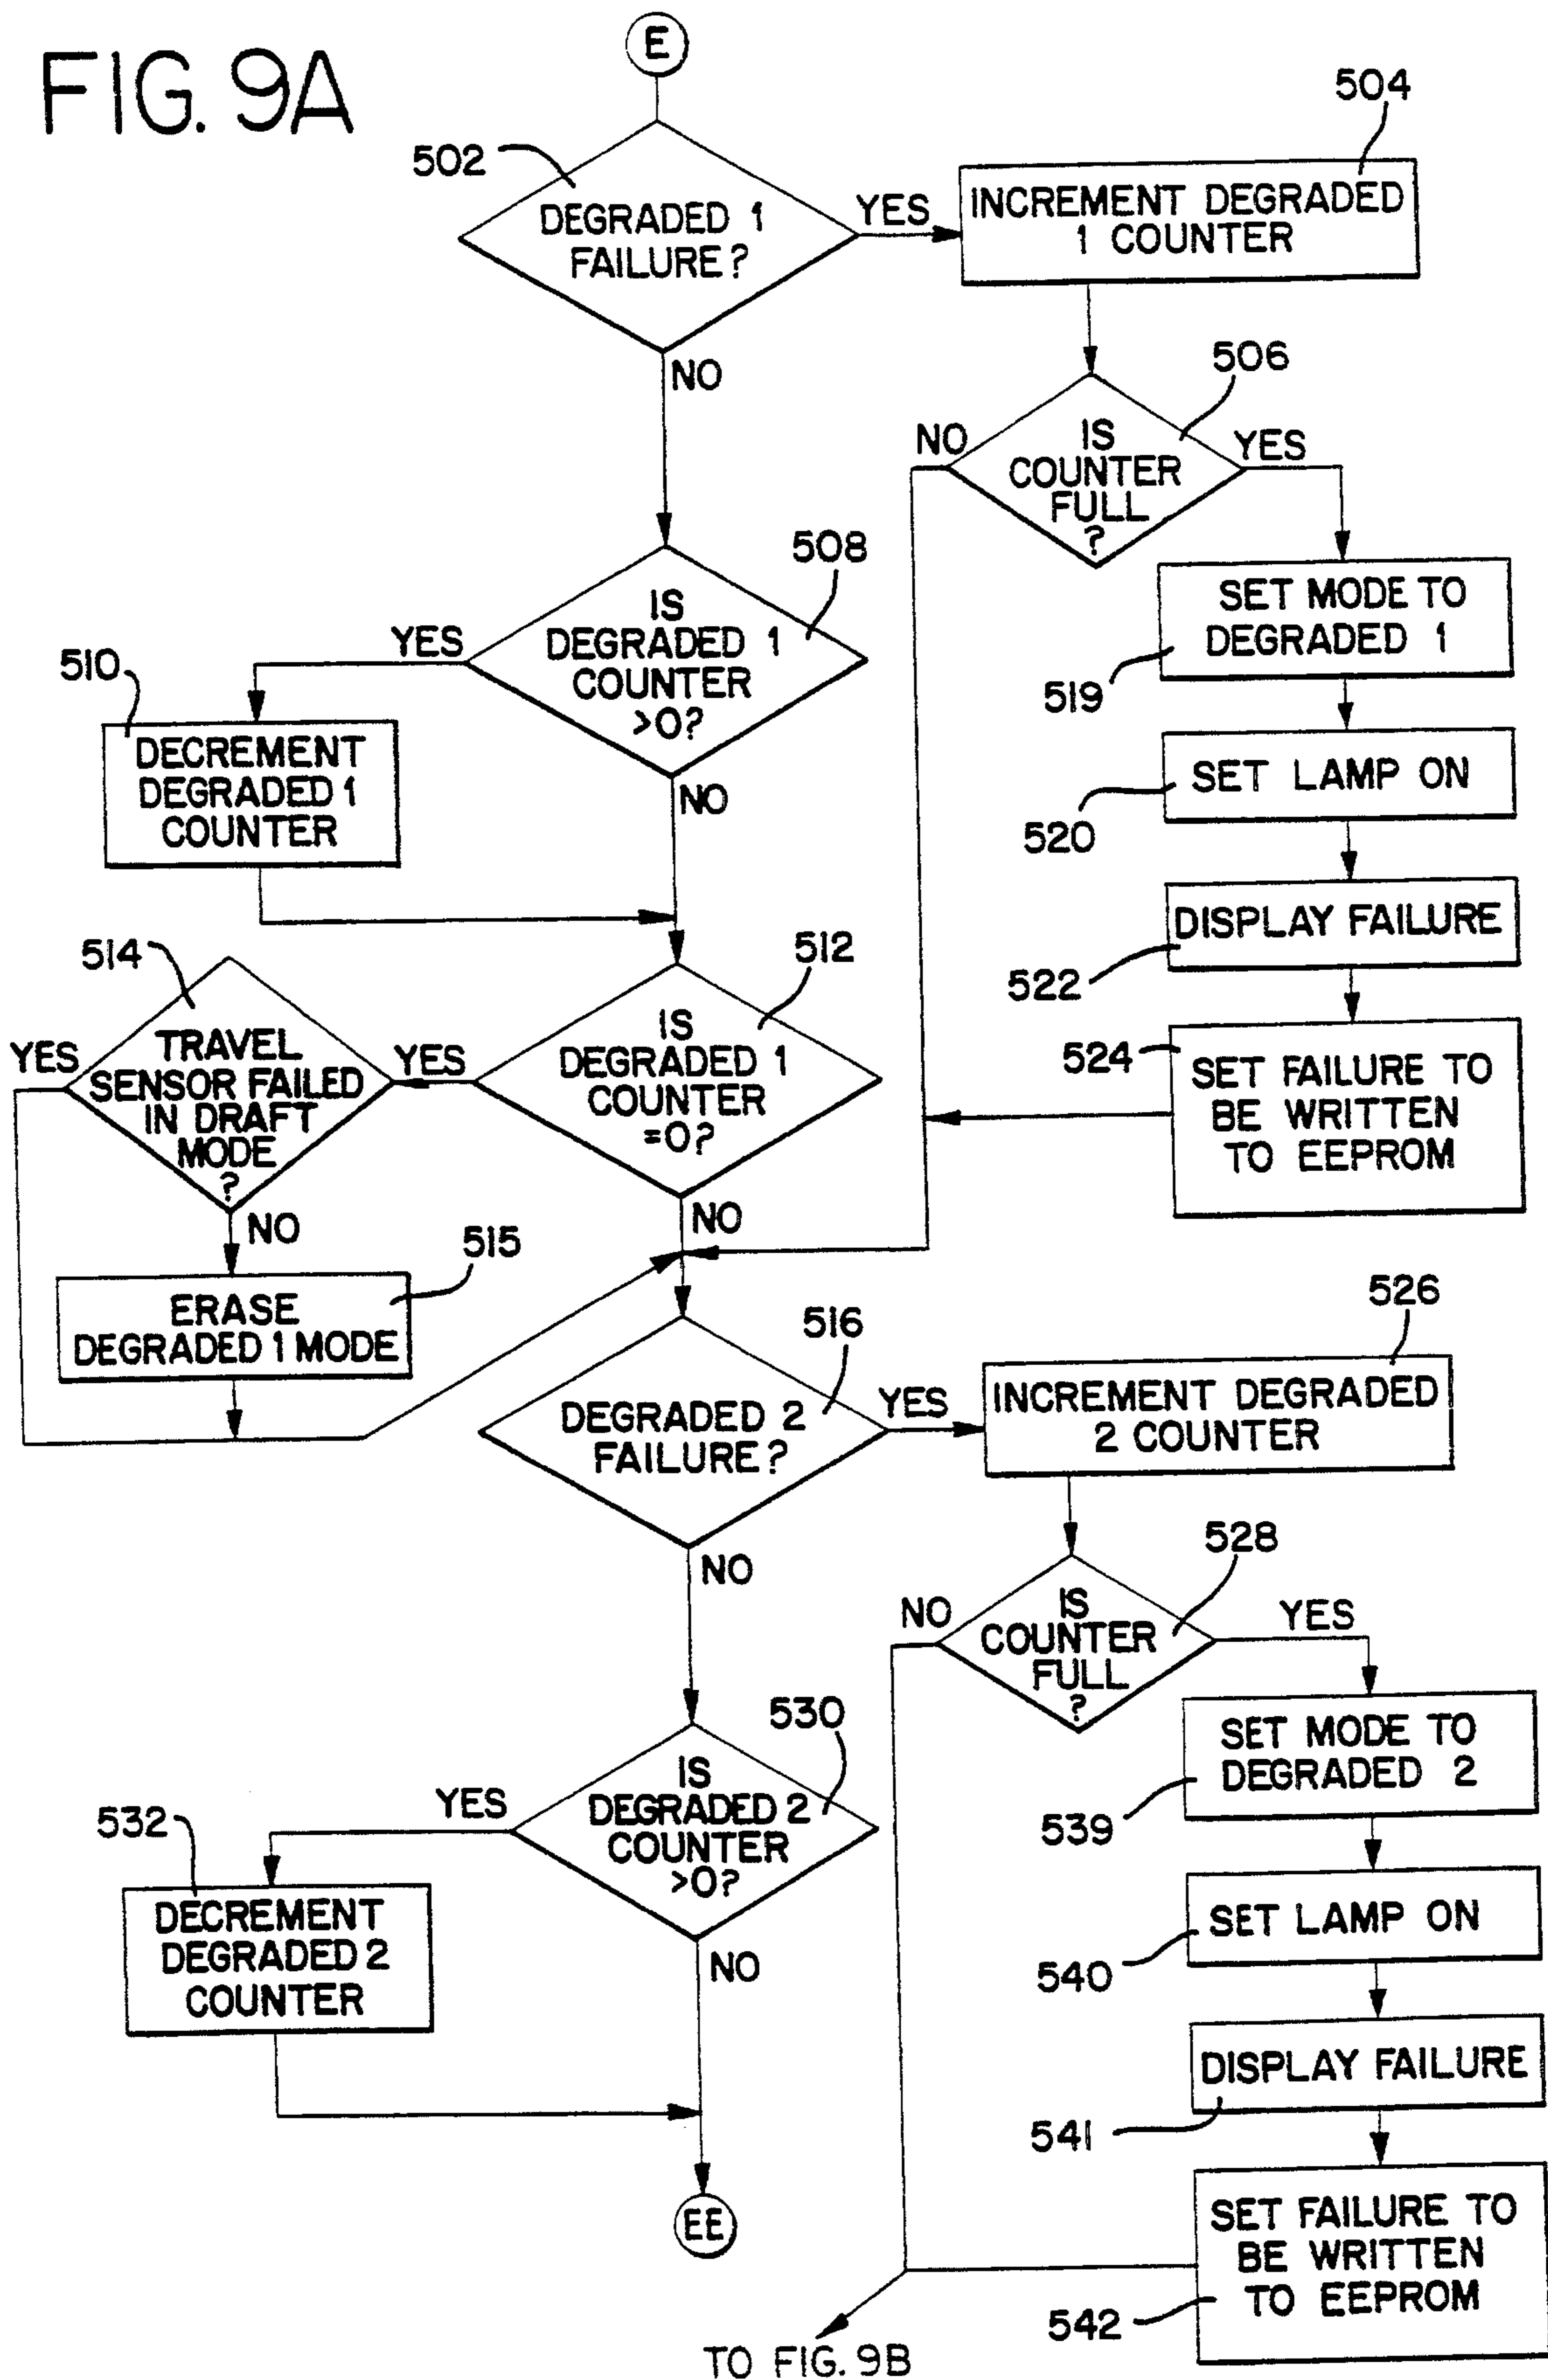 FIG. 9A
E
502
DEGRADED 1
FAILURE?
YES
NO
504
INCREMENT DEGRADED
1 COUNTER
506
IS
COUNTER
FULL
?
NO
YES
508
IS
DEGRADED 1
COUNTER
>0?
YES
NO
510
DECREMENT
DEGRADED 1
COUNTER
519
SET MODE TO
DEGRADED 1
520
SET LAMP ON
522
DISPLAY FAILURE
524
SET FAILURE TO
BE WRITTEN
TO EEPROM
512
IS
DEGRADED 1
COUNTER
=0?
YES
NO
514
TRAVEL
SENSOR FAILED
IN DRAFT
MODE
?
YES
NO
515
ERASE
DEGRADED 1 MODE
516
DEGRADED 2
FAILURE?
YES
NO
526
INCREMENT DEGRADED
2 COUNTER
528
IS
COUNTER
FULL
?
NO
YES
530
IS
DEGRADED 2
COUNTER
>0?
YES
NO
532
DECREMENT
DEGRADED 2
COUNTER
539
SET MODE TO
DEGRADED 2
540
SET LAMP ON
541
DISPLAY FAILURE
542
SET FAILURE TO
BE WRITTEN
TO EEPROM
EE
TO FIG. 9B